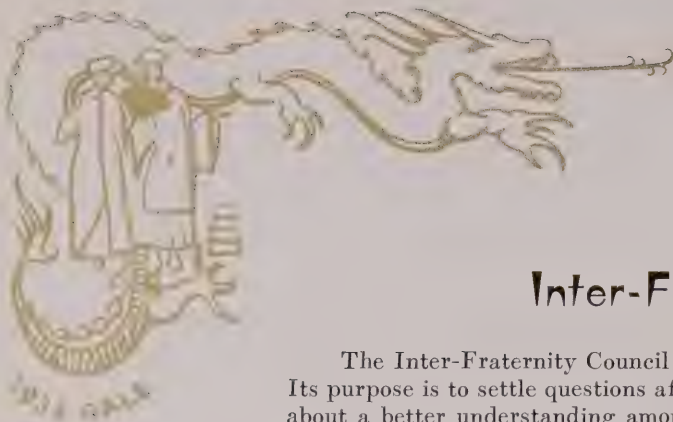 Inter-F
The Inter-Fraternity Council
Its purpose is to settle questions af
about a better understanding amon